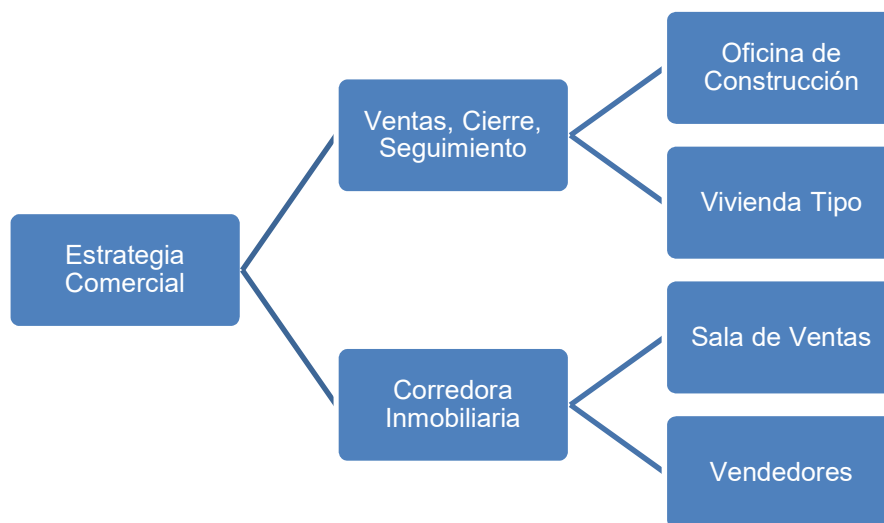 Estrategia
Comercial
Ventas, Cierre,
Seguimiento
Oficina de
Construcción
Vivienda Tipo
Corredora
Inmobiliaria
Sala de Ventas
Vendedores